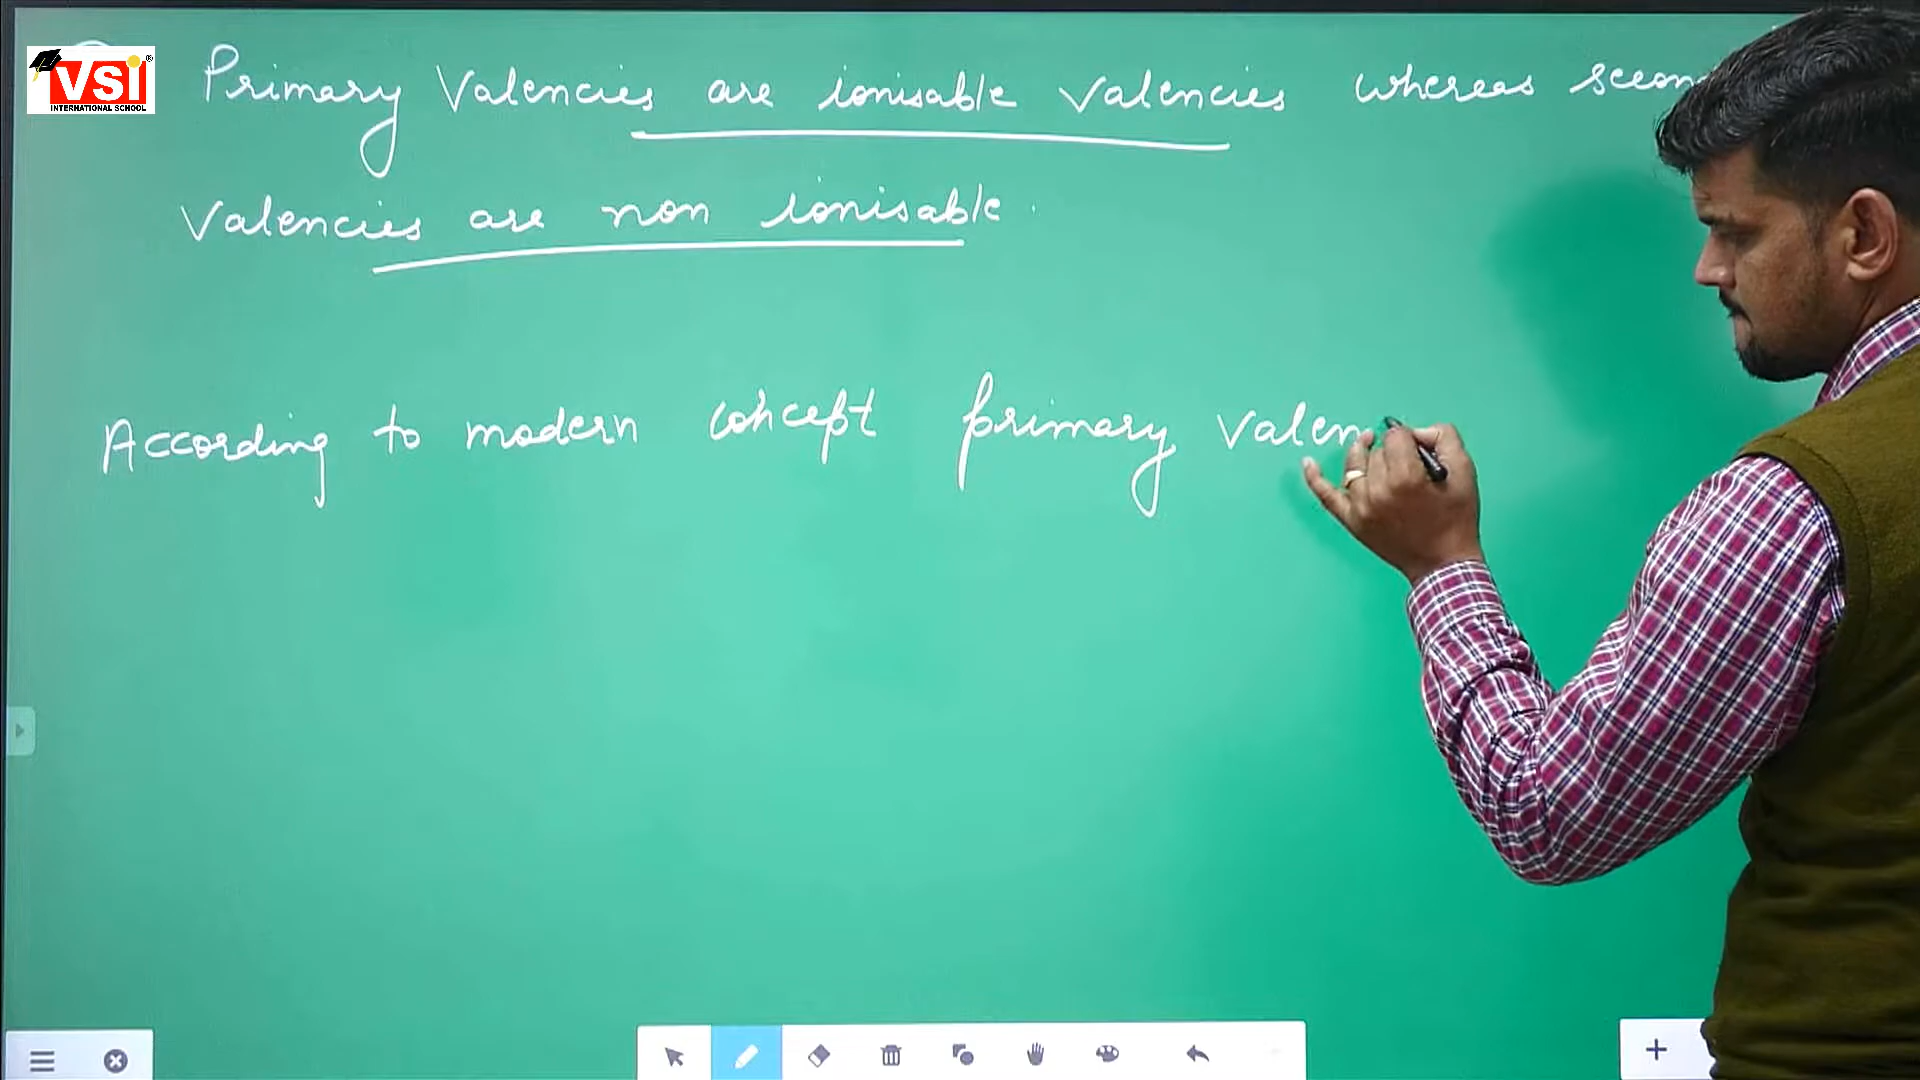 VSI
INTERNATIONAL SCHOOL
Primary Valencies are ionisable valencies whereas secon
valencies are non ionisable.
According to modern concept primary valen